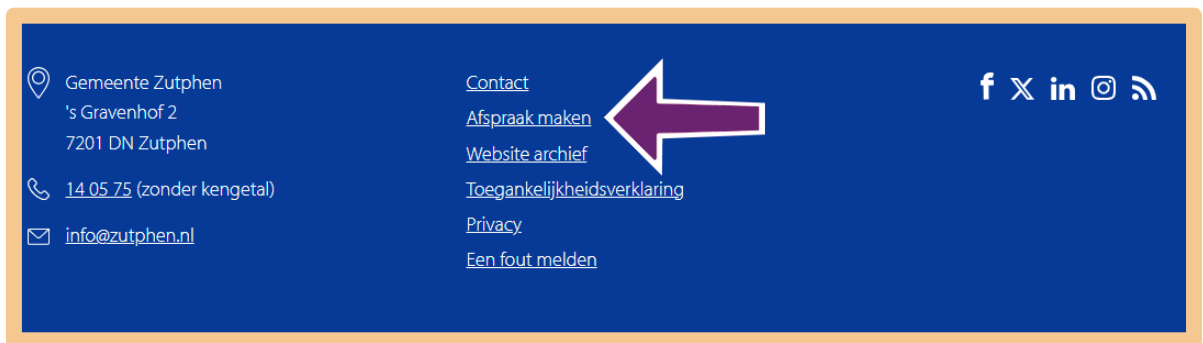 Gemeente Zutphen
's Gravenhof 2
7201 DN Zutphen
14 05 75 (zonder kengetal)
info@zutphen.nl
Contact
Afspraak maken
Website archief
Toegankelijkheidsverklaring
Privacy
Een fout melden